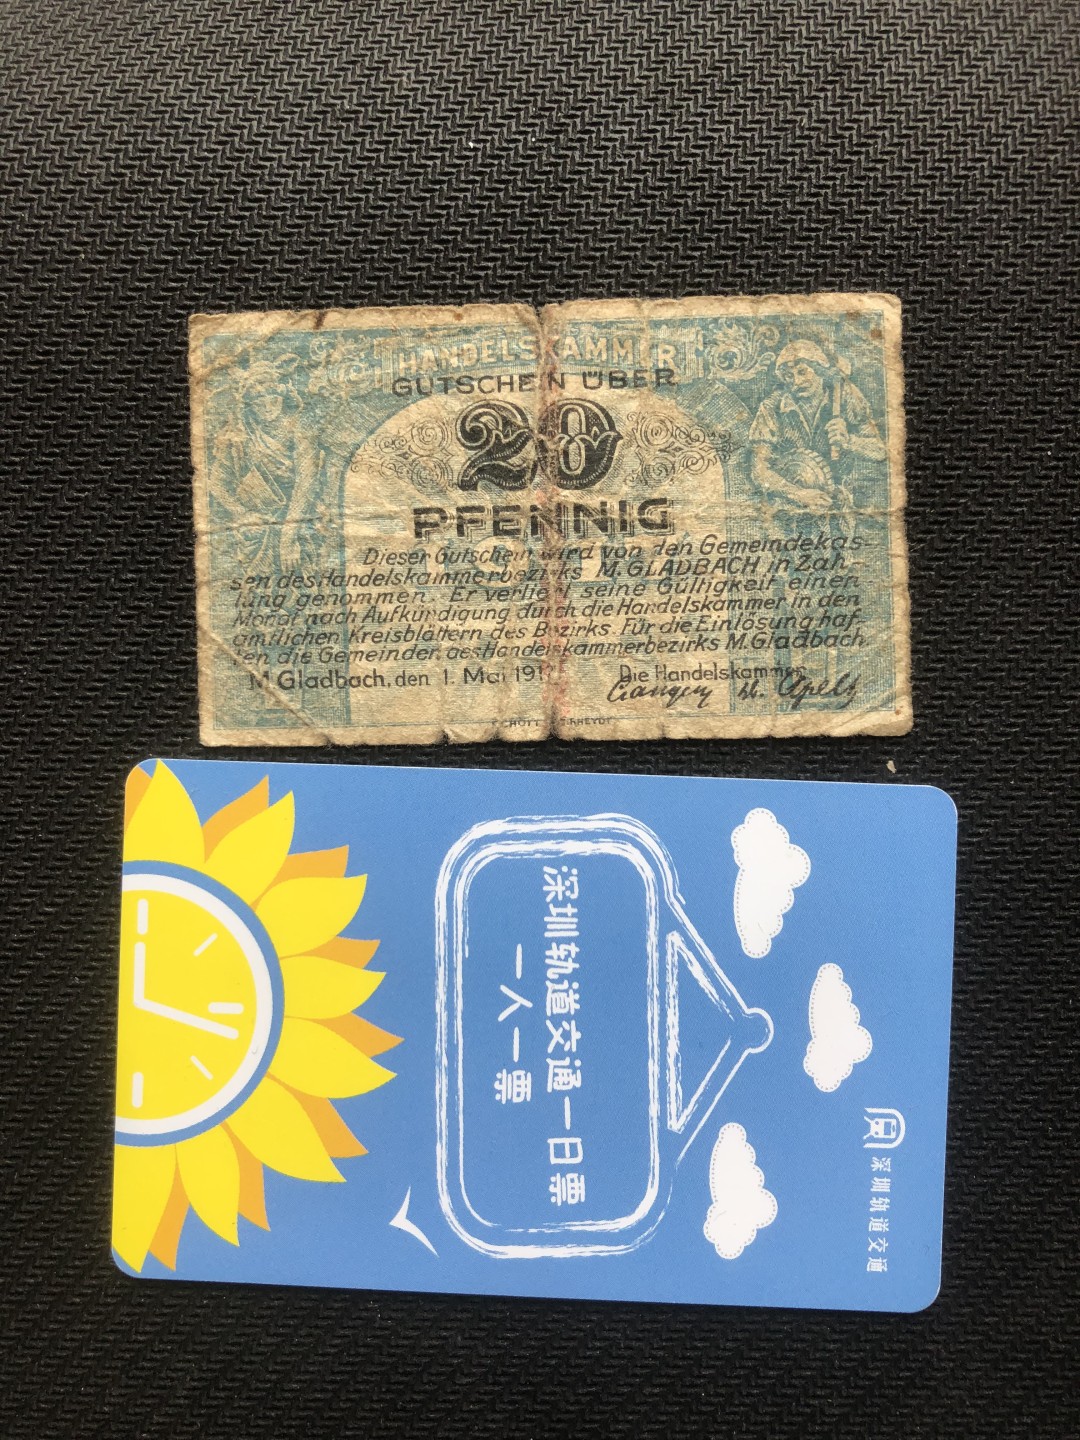 HANDELSKAMMER
GUTSCHEIN ÜBER
20
PFENNIG
Dieser Gutschein wird von den Gemeindekas-
sen des Handelskammerbezirks M. GLADBACH in Zah-
lung genommen. Er verliert seine Gültigkeit einen
Monat nach Aufkündigung durch die Handelskammer in den
amtlichen Kreisblättern des Bezirks. Für die Einlösung haf-
ten die Gemeinden des Handelskammerbezirks M. Gladbach.
M. Gladbach, den 1. Mai 191
Die Handelskammer
RHEYDT
深圳轨道交通一日票
一人一票
深圳轨道交通